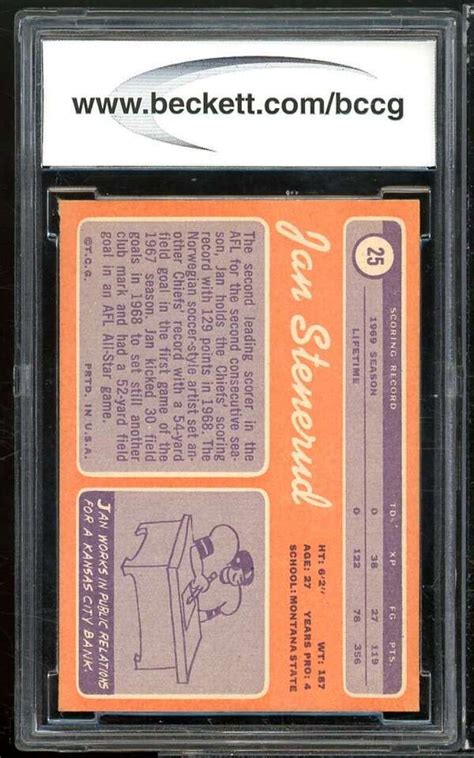 www.beckett.com/bccg
25
SCORING RECORD
TDs' XP FG PTS.
1969 SEASON 0 38 27 119
LIFETIME 0 122 78 356
Jan Stenerud
HT: 6'2" WT: 187
AGE: 27 YEARS PRO: 4
SCHOOL: MONTANA STATE
The second leading scorer in the
AFL for the second consecutive sea-
son, Jan holds the Chiefs' scoring
record with 129 points in 1968. The
Norwegian soccer-style artist set an-
other Chiefs' record with a 54-yard
field goal in the first game of the
1967 season. Jan kicked 30 field
goals in 1968 to set still another
club mark and had a 52-yard field
goal in an AFL All-Star game.
©T.C.G. PRTD. IN U.S.A.
JAN WORKS IN PUBLIC RELATIONS
FOR A KANSAS CITY BANK.